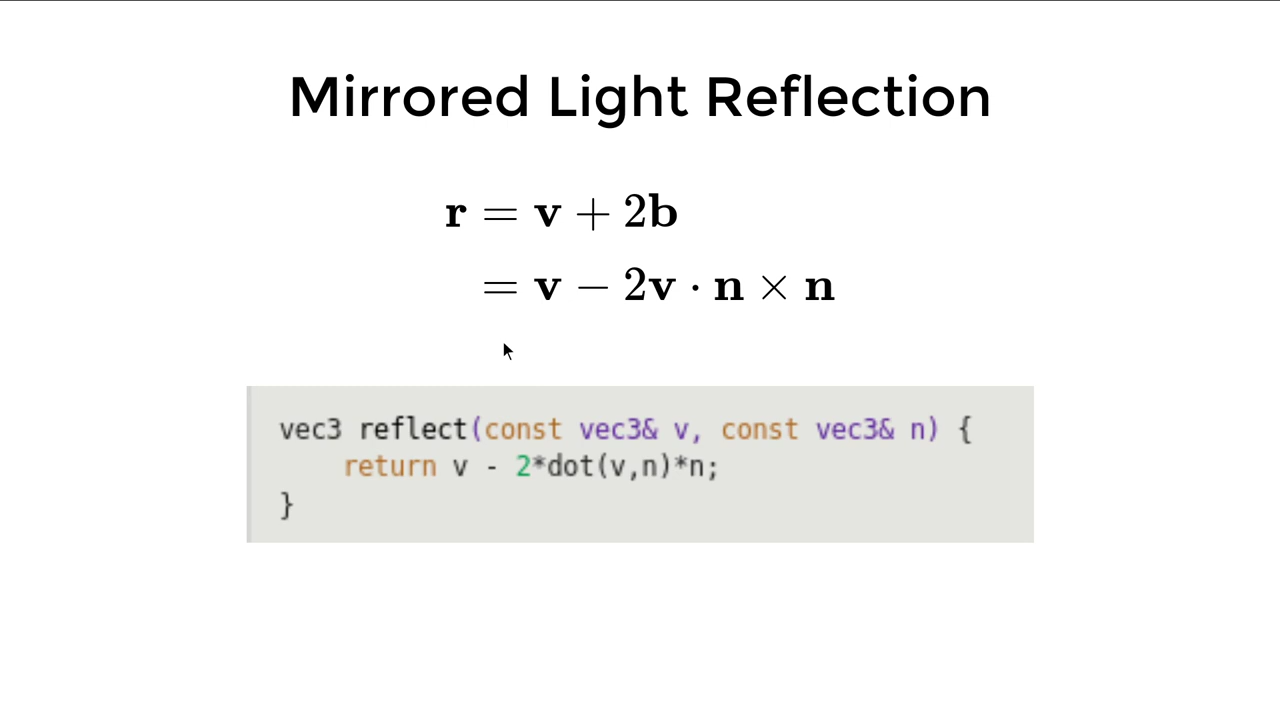 Mirrored Light Reflection
r = v + 2b
= v − 2v · n × n
vec3 reflect(const vec3& v, const vec3& n) {
    return v - 2*dot(v,n)*n;
}